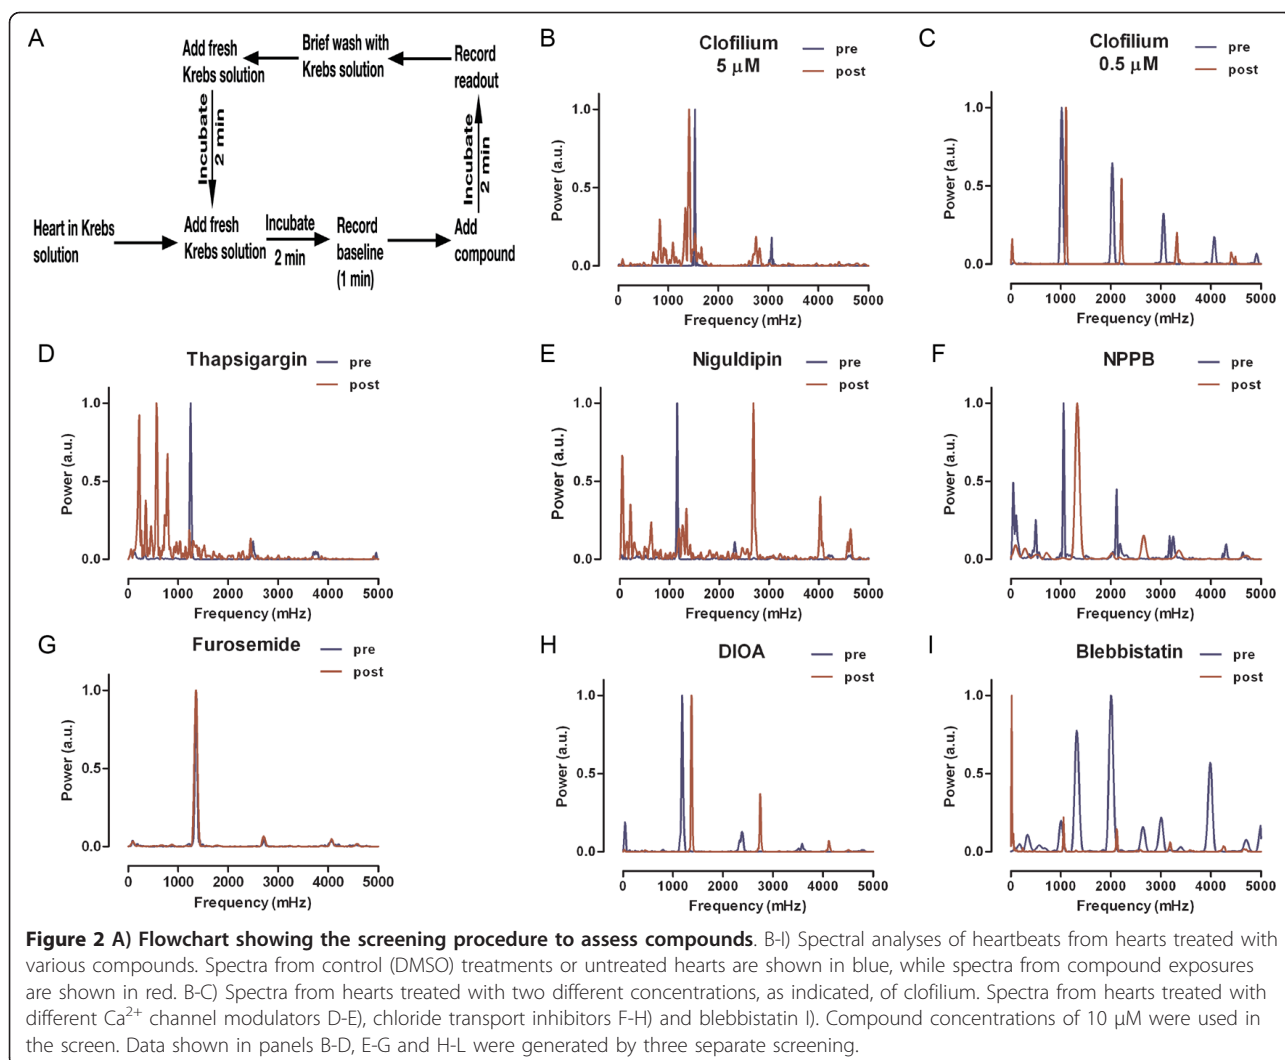 A
Add fresh
Krebs solution
Brief wash with
Krebs solution
Record
readout
Incubate
2 min
Incubate
2 min
Heart in Krebs
solution
Add fresh
Krebs solution
Incubate
2 min
Record
baseline
(1 min)
Add
compound
B
Clofilium
5 µM
pre
post
Power (a.u.)
1.0
0.5
0.0
0 1000 2000 3000 4000 5000
Frequency (mHz)
C
Clofilium
0.5 µM
pre
post
Power (a.u.)
1.0
0.5
0.0
0 1000 2000 3000 4000 5000
Frequency (mHz)
D
Thapsigargin
pre
post
Power (a.u.)
1.0
0.5
0.0
0 1000 2000 3000 4000 5000
Frequency (mHz)
E
Niguldipin
pre
post
Power (a.u.)
1.0
0.5
0.0
0 1000 2000 3000 4000 5000
Frequency (mHz)
F
NPPB
pre
post
Power (a.u.)
1.0
0.5
0.0
0 1000 2000 3000 4000 5000
Frequency (mHz)
G
Furosemide
pre
post
Power (a.u.)
1.0
0.5
0.0
0 1000 2000 3000 4000 5000
Frequency (mHz)
H
DIOA
pre
post
Power (a.u.)
1.0
0.5
0.0
0 1000 2000 3000 4000 5000
Frequency (mHz)
I
Blebbistatin
pre
post
Power (a.u.)
1.0
0.5
0.0
0 1000 2000 3000 4000 5000
Frequency (mHz)
Figure 2 A) Flowchart showing the screening procedure to assess compounds. B-I) Spectral analyses of heartbeats from hearts treated with
various compounds. Spectra from control (DMSO) treatments or untreated hearts are shown in blue, while spectra from compound exposures
are shown in red. B-C) Spectra from hearts treated with two different concentrations, as indicated, of clofilium. Spectra from hearts treated with
different Ca²⁺ channel modulators D-E), chloride transport inhibitors F-H) and blebbistatin I). Compound concentrations of 10 µM were used in
the screen. Data shown in panels B-D, E-G and H-L were generated by three separate screening.